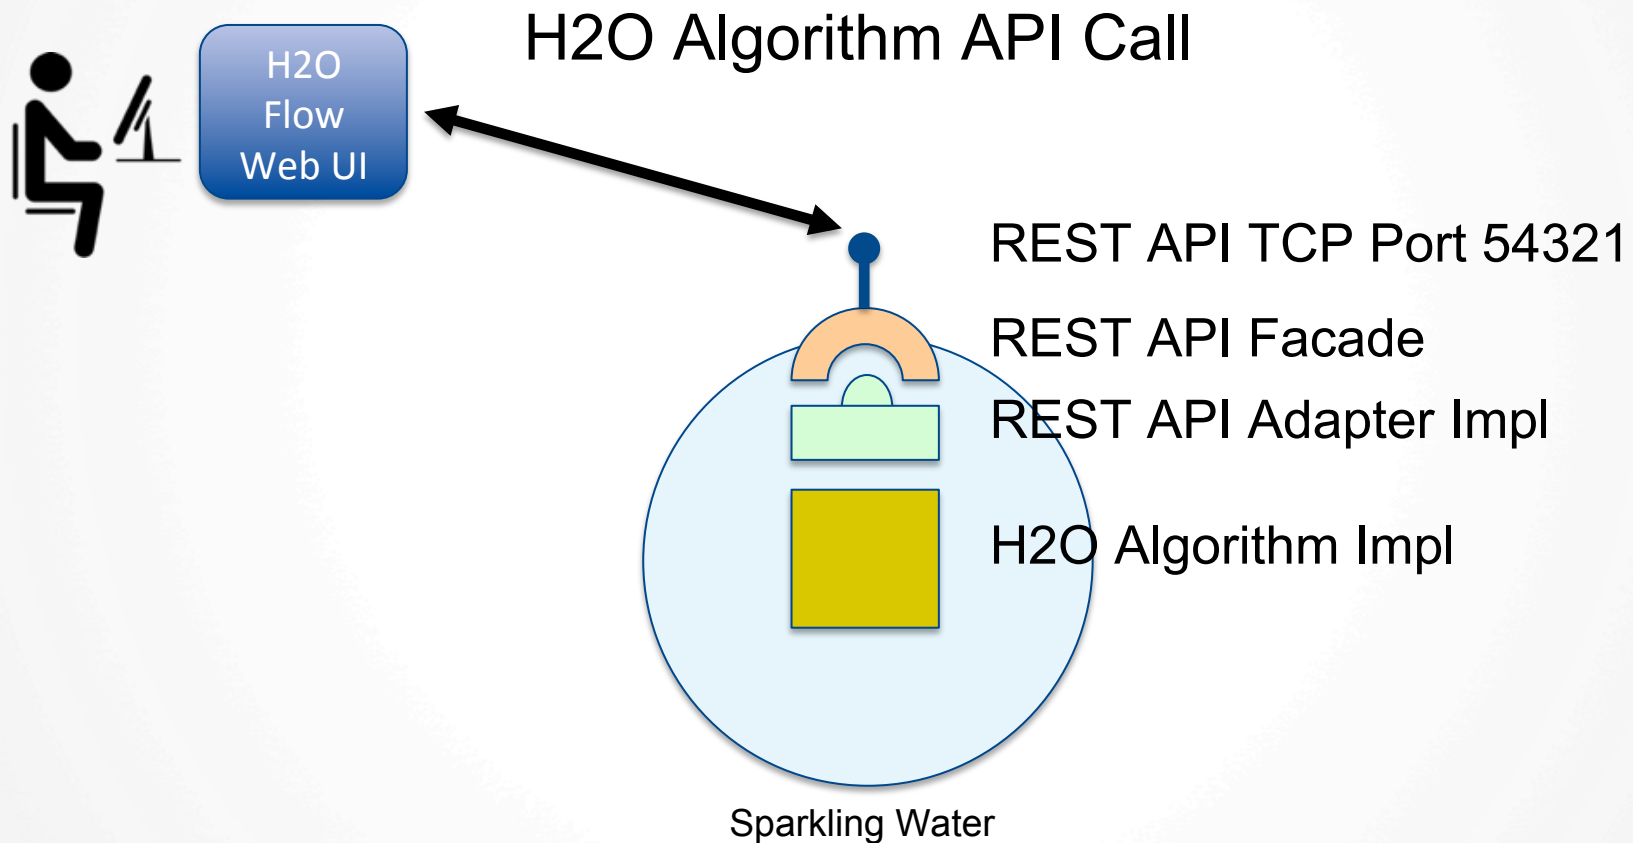 H2O Algorithm API Call
H2O
Flow
Web UI
REST API TCP Port 54321
REST API Facade
REST API Adapter Impl
H2O Algorithm Impl
Sparkling Water